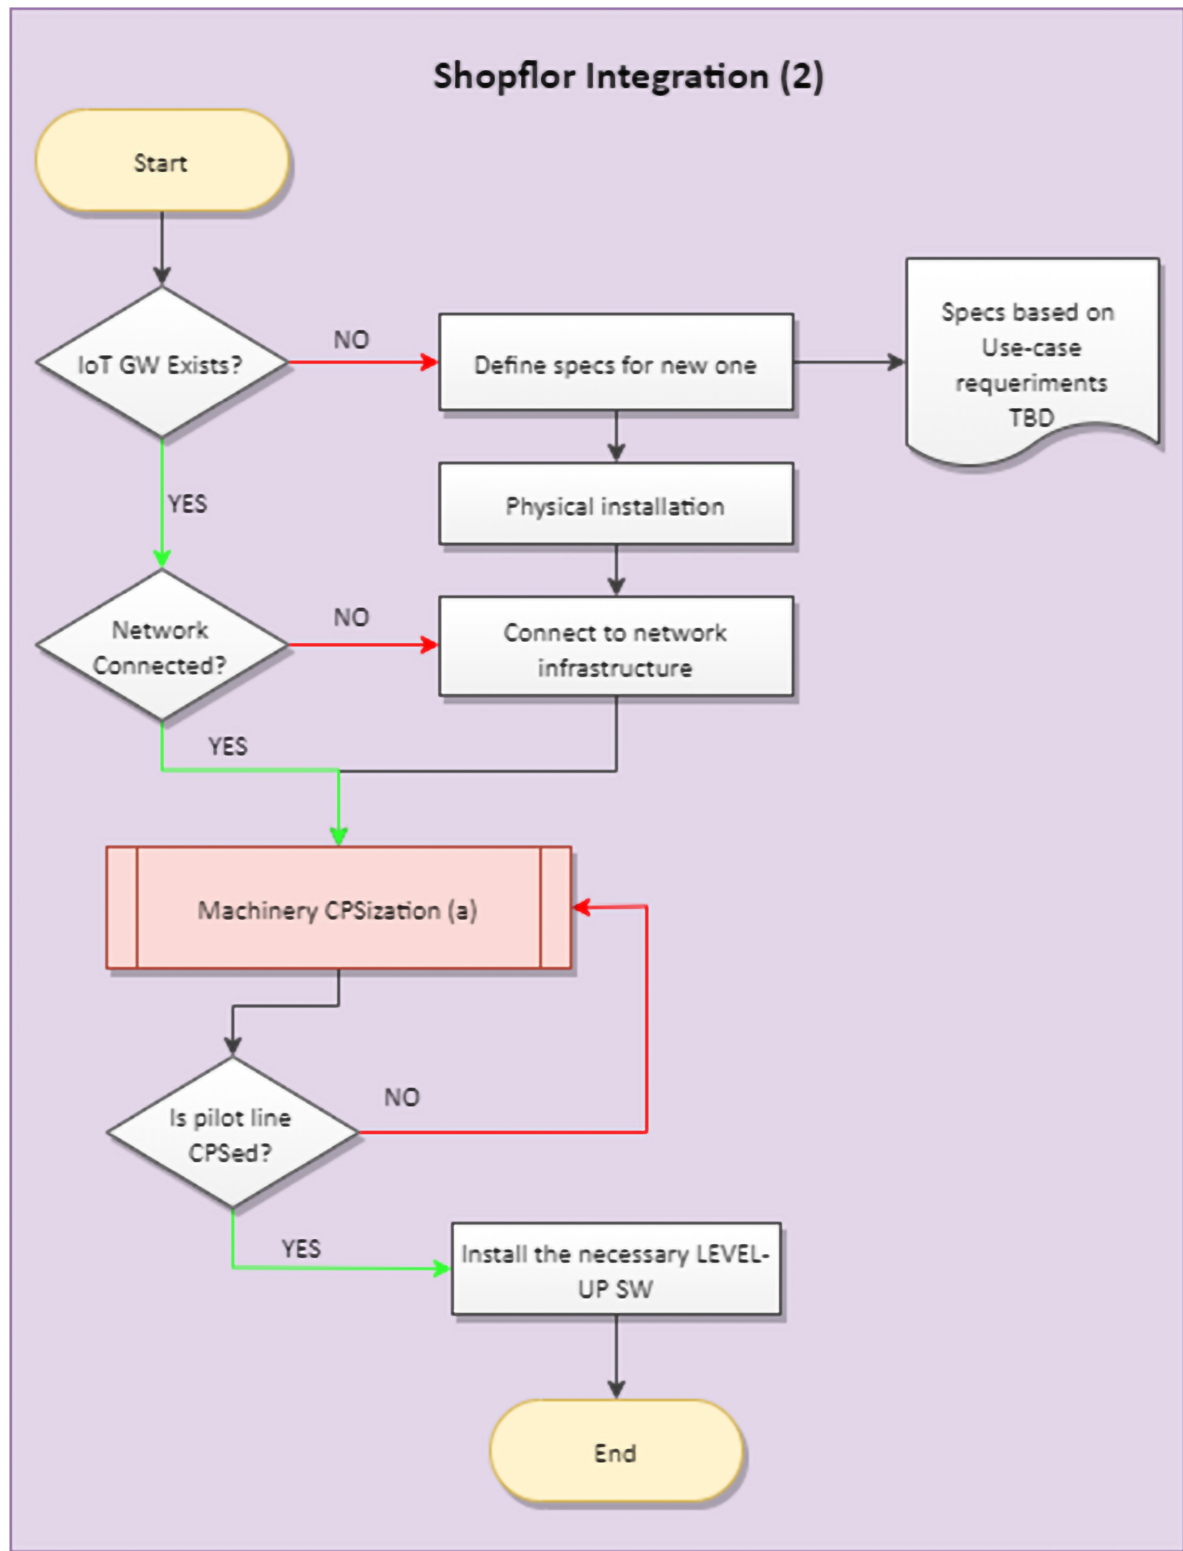 Shopflor Integration (2)
Start
IoT GW Exists?
NO
Define specs for new one
Specs based on
Use-case
requeriments
TBD
YES
Physical installation
Network
Connected?
NO
Connect to network
infrastructure
YES
Machinery CPSization (a)
Is pilot line
CPSed?
NO
YES
Install the necessary LEVEL-
UP SW
End